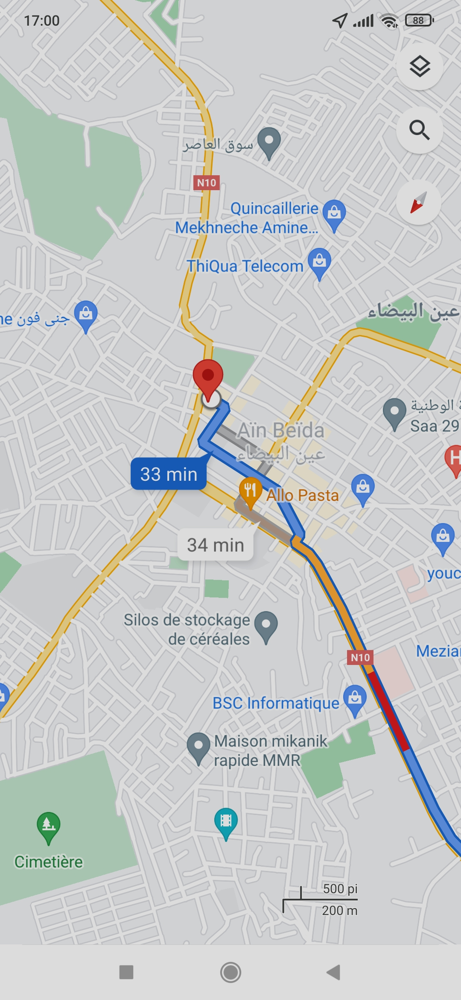 17:00
88
سوق العاصر
N10
Quincaillerie
Mekhneche Amine...
ThiQua Telecom
عين البيضاء
جنى فون ne
الوطنية
Saa 29
Aïn Beïda
عين البيضاء
H
33 min
Allo Pasta
34 min
youc
Silos de stockage
de céréales
Mezia
N10
BSC Informatique
Maison mikanik
rapide MMR
Cimetière
500 pi
200 m